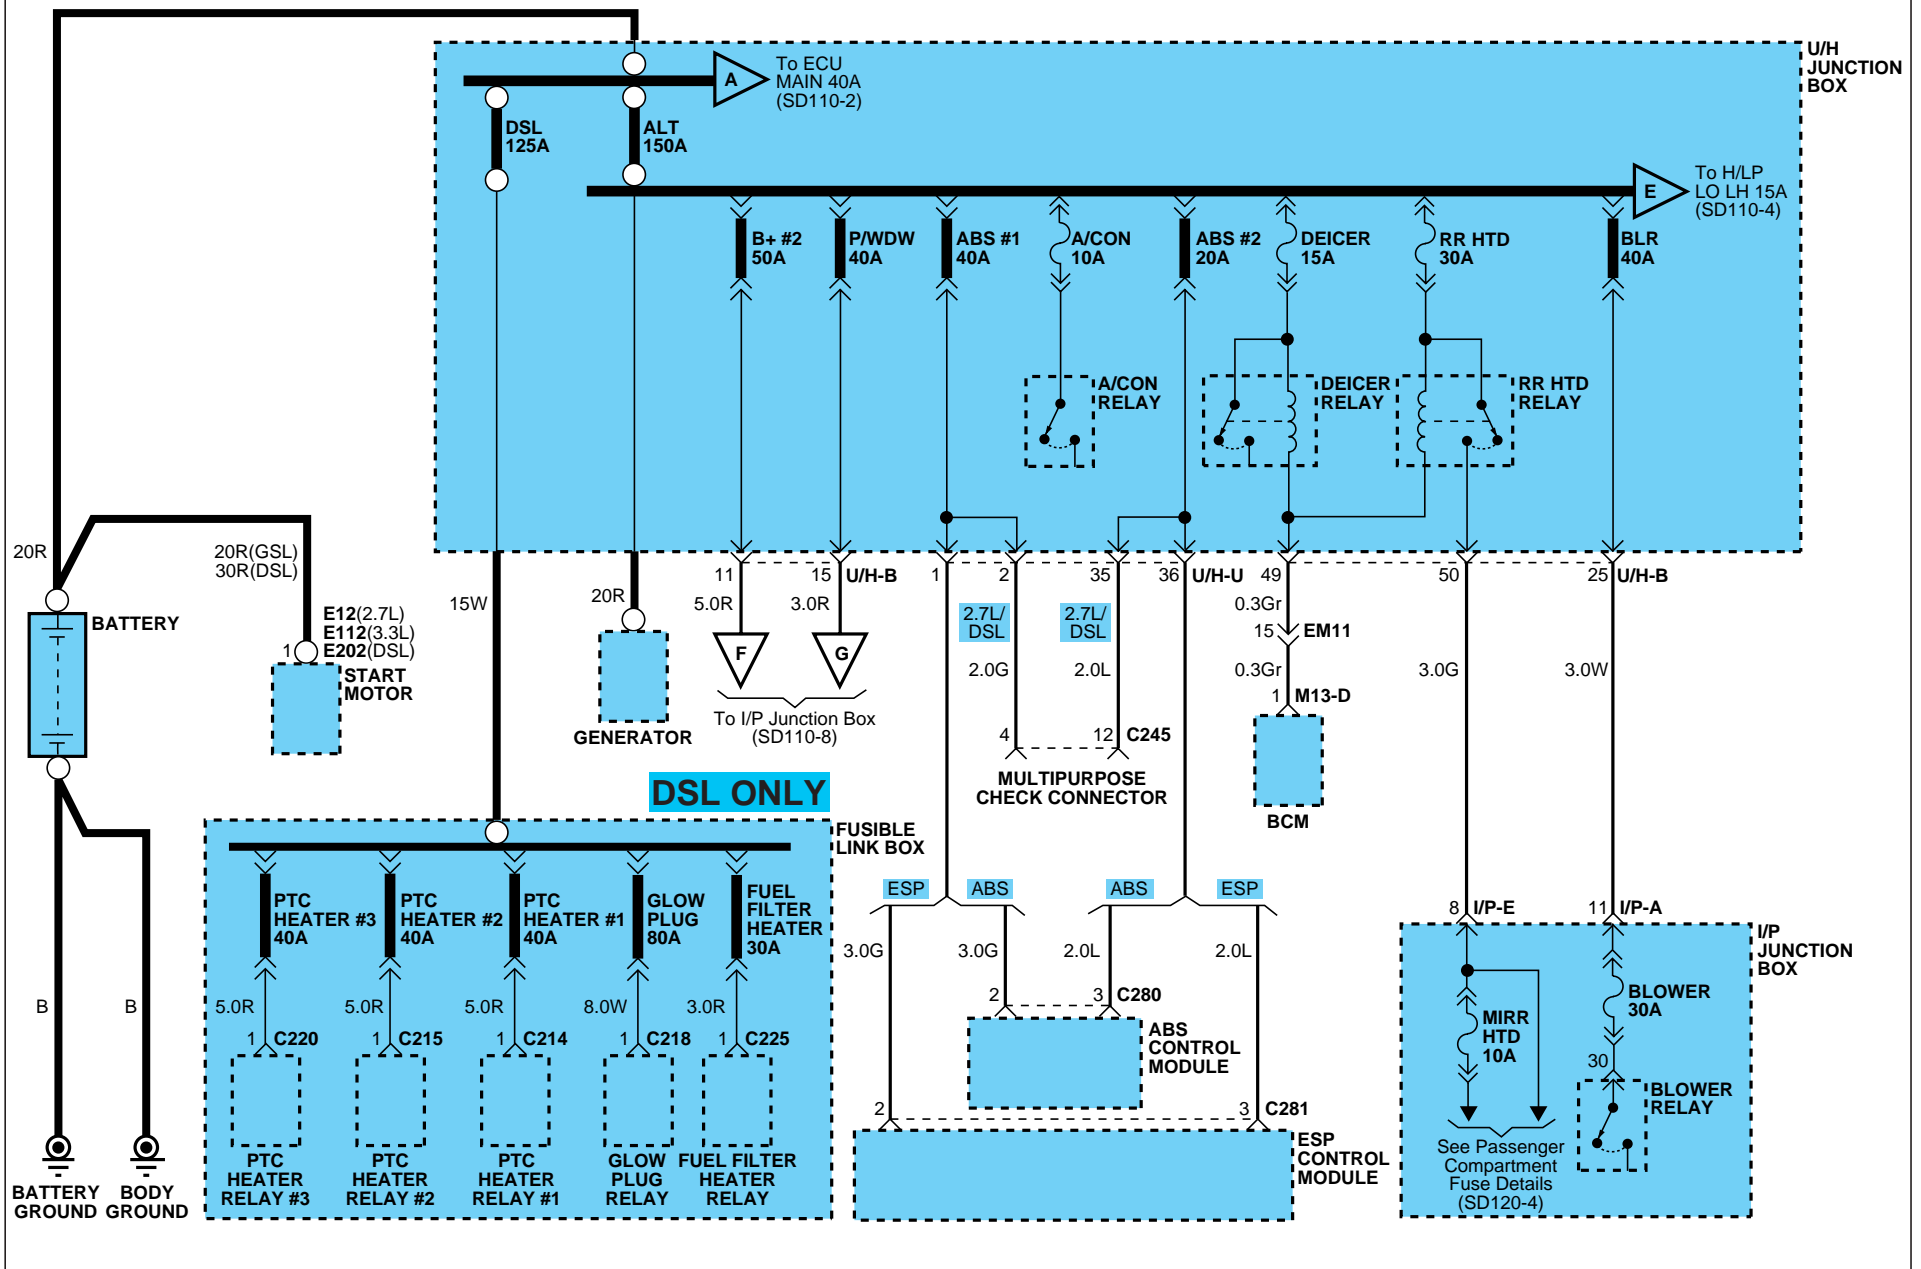 U/H
JUNCTION
BOX
To ECU
MAIN 40A
(SD110-2)
A
DSL
125A
ALT
150A
E
To H/LP
LO LH 15A
(SD110-4)
B+ #2
50A
P/WDW
40A
ABS #1
40A
A/CON
10A
ABS #2
20A
DEICER
15A
RR HTD
30A
BLR
40A
A/CON
RELAY
DEICER
RELAY
RR HTD
RELAY
20R
20R(GSL)
30R(DSL)
11
15
U/H-B
1
2
35
36
U/H-U
49
50
25
U/H-B
15W
20R
5.0R
3.0R
2.7L/
DSL
2.7L/
DSL
0.3Gr
15
EM11
BATTERY
E12(2.7L)
E112(3.3L)
E202(DSL)
1
START
MOTOR
F
G
2.0G
2.0L
0.3Gr
3.0G
3.0W
1
M13-D
To I/P Junction Box
(SD110-8)
GENERATOR
4
12
C245
MULTIPURPOSE
CHECK CONNECTOR
BCM
DSL ONLY
FUSIBLE
LINK BOX
PTC
HEATER #3
40A
PTC
HEATER #2
40A
PTC
HEATER #1
40A
GLOW
PLUG
80A
FUEL
FILTER
HEATER
30A
ESP
ABS
ABS
ESP
8
I/P-E
11
I/P-A
I/P
JUNCTION
BOX
3.0G
3.0G
2.0L
2.0L
B
B
5.0R
5.0R
5.0R
8.0W
3.0R
2
3
C280
BLOWER
30A
MIRR
HTD
10A
1
C220
1
C215
1
C214
1
C218
1
C225
ABS
CONTROL
MODULE
30
BLOWER
RELAY
2
3
C281
ESP
CONTROL
MODULE
See Passenger
Compartment
Fuse Details
(SD120-4)
BATTERY
GROUND
BODY
GROUND
PTC
HEATER
RELAY #3
PTC
HEATER
RELAY #2
PTC
HEATER
RELAY #1
GLOW
PLUG
RELAY
FUEL FILTER
HEATER
RELAY